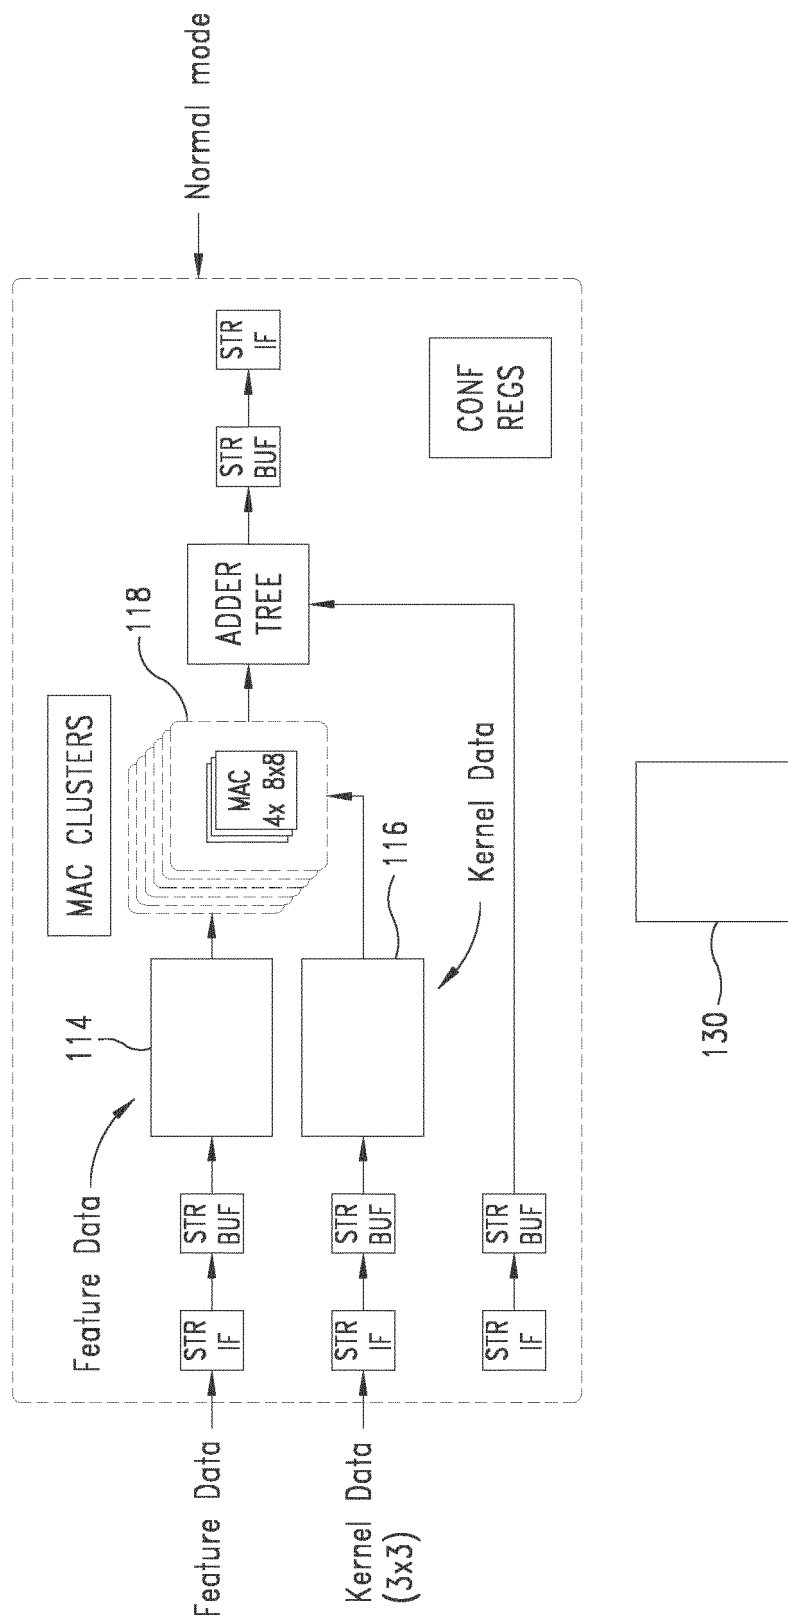 Normal mode
MAC CLUSTERS
118
114
Feature Data
Feature Data
STR
IF
STR
BUF
MAC
4x 8x8
ADDER
TREE
STR
BUF
STR
IF
116
Kernel Data
Kernel Data
(3x3)
STR
IF
STR
BUF
STR
IF
STR
BUF
CONF
REGS
130